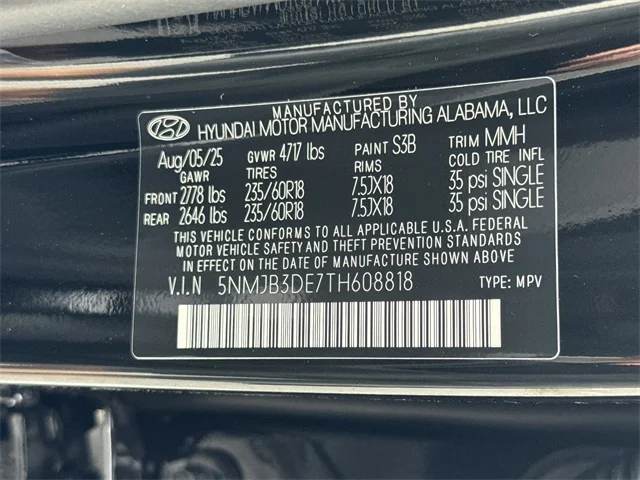 MANUFACTURED BY
HYUNDAI MOTOR MANUFACTURING ALABAMA, LLC
Aug/05/25 GVWR 4717 lbs PAINT S3B TRIM MMH
GAWR TIRES RIMS COLD TIRE INFL
FRONT 2778 lbs 235/60R18 7.5JX18 35 psi SINGLE
REAR 2646 lbs 235/60R18 7.5JX18 35 psi SINGLE
THIS VEHICLE CONFORMS TO ALL APPLICABLE U.S.A. FEDERAL
MOTOR VEHICLE SAFETY AND THEFT PREVENTION STANDARDS
IN EFFECT ON THE DATE OF MANUFACTURE SHOWN ABOVE
V.I.N 5NMJB3DE7TH608818 TYPE: MPV